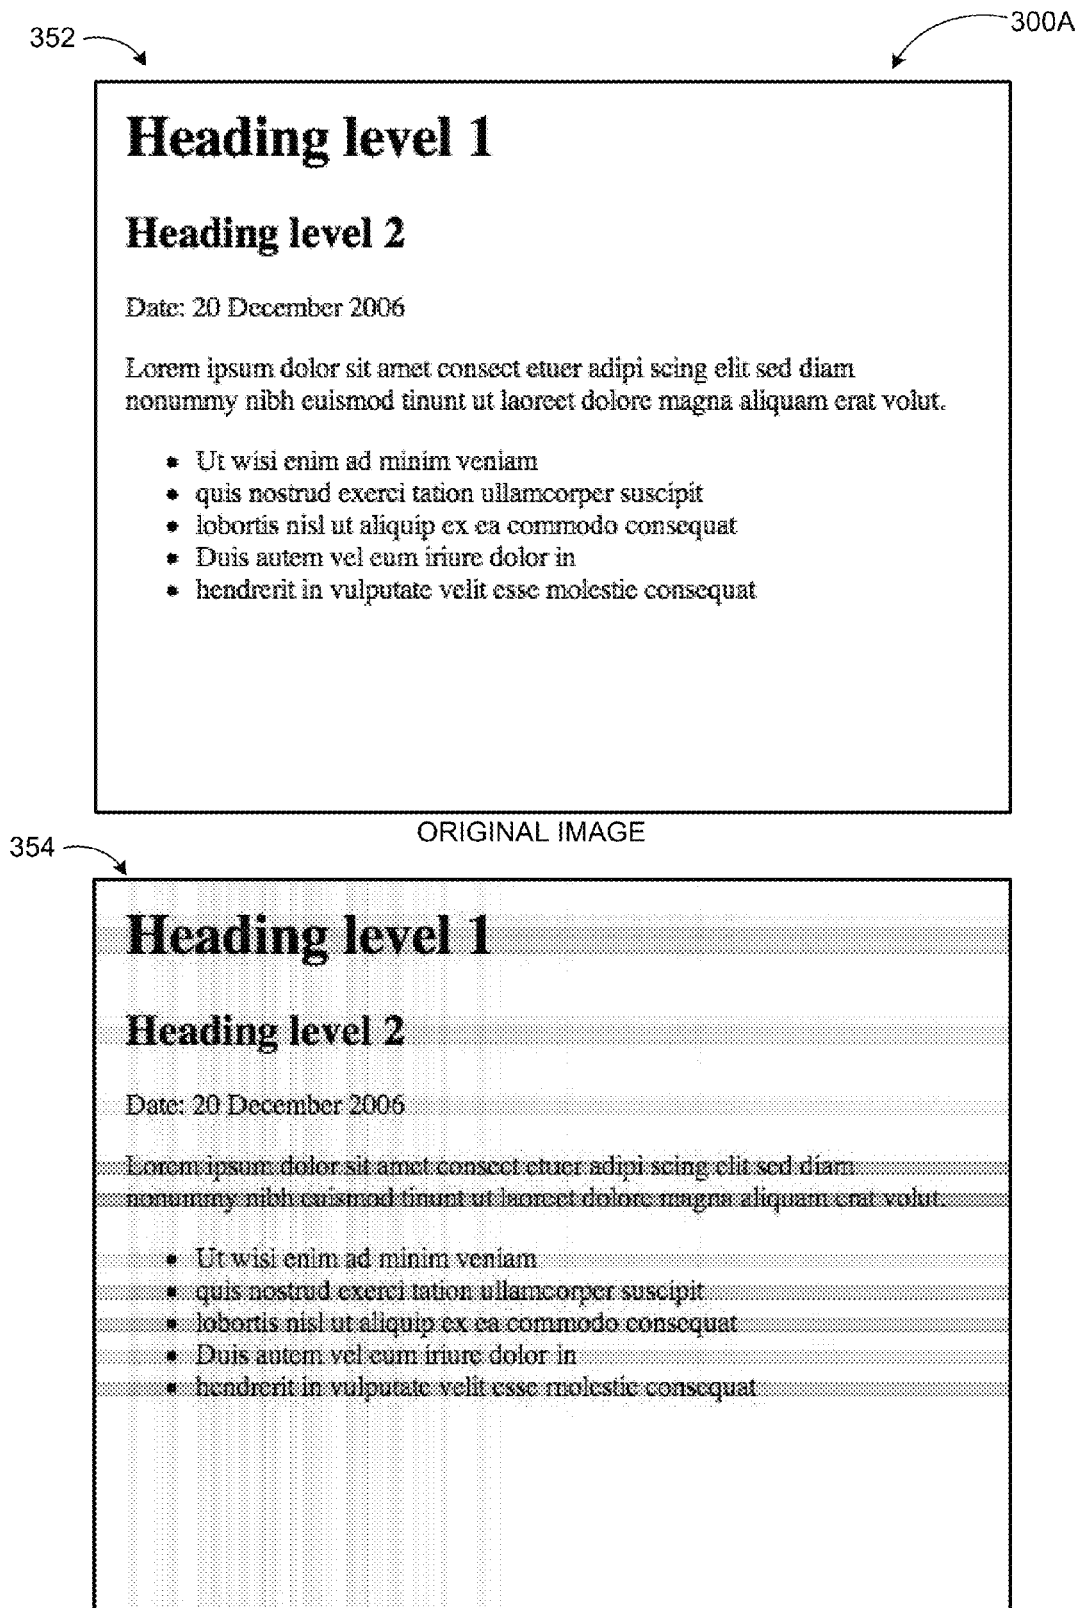 352
300A
Heading level 1
Heading level 2
Date: 20 December 2006
Lorem ipsum dolor sit amet consect etuer adipi scing elit sed diam
nonummy nibh euismod tinunt ut laoreet dolore magna aliquam erat volut.
• Ut wisi enim ad minim veniam
• quis nostrud exerci tation ullamcorper suscipit
• lobortis nisl ut aliquip ex ea commodo consequat
• Duis autem vel eum iriure dolor in
• hendrerit in vulputate velit esse molestie consequat
ORIGINAL IMAGE
354
Heading level 1
Heading level 2
Date: 20 December 2006
Lorem ipsum dolor sit amet consect etuer adipi scing elit sed diam
nonummy nibh euismod tinunt ut laoreet dolore magna aliquam erat volut.
• Ut wisi enim ad minim veniam
• quis nostrud exerci tation ullamcorper suscipit
• lobortis nisl ut aliquip ex ea commodo consequat
• Duis autem vel eum iriure dolor in
• hendrerit in vulputate velit esse molestie consequat